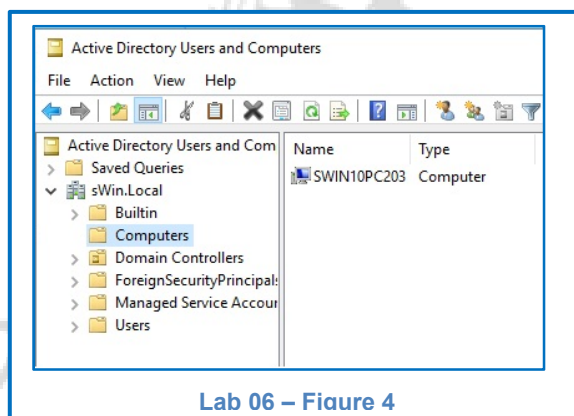 Active Directory Users and Computers
File Action View Help
Active Directory Users and Com
Saved Queries
sWin.Local
Builtin
Computers
Domain Controllers
ForeignSecurityPrincipals
Managed Service Accour
Users
Name Type
SWIN10PC203 Computer
Lab 06 – Figure 4